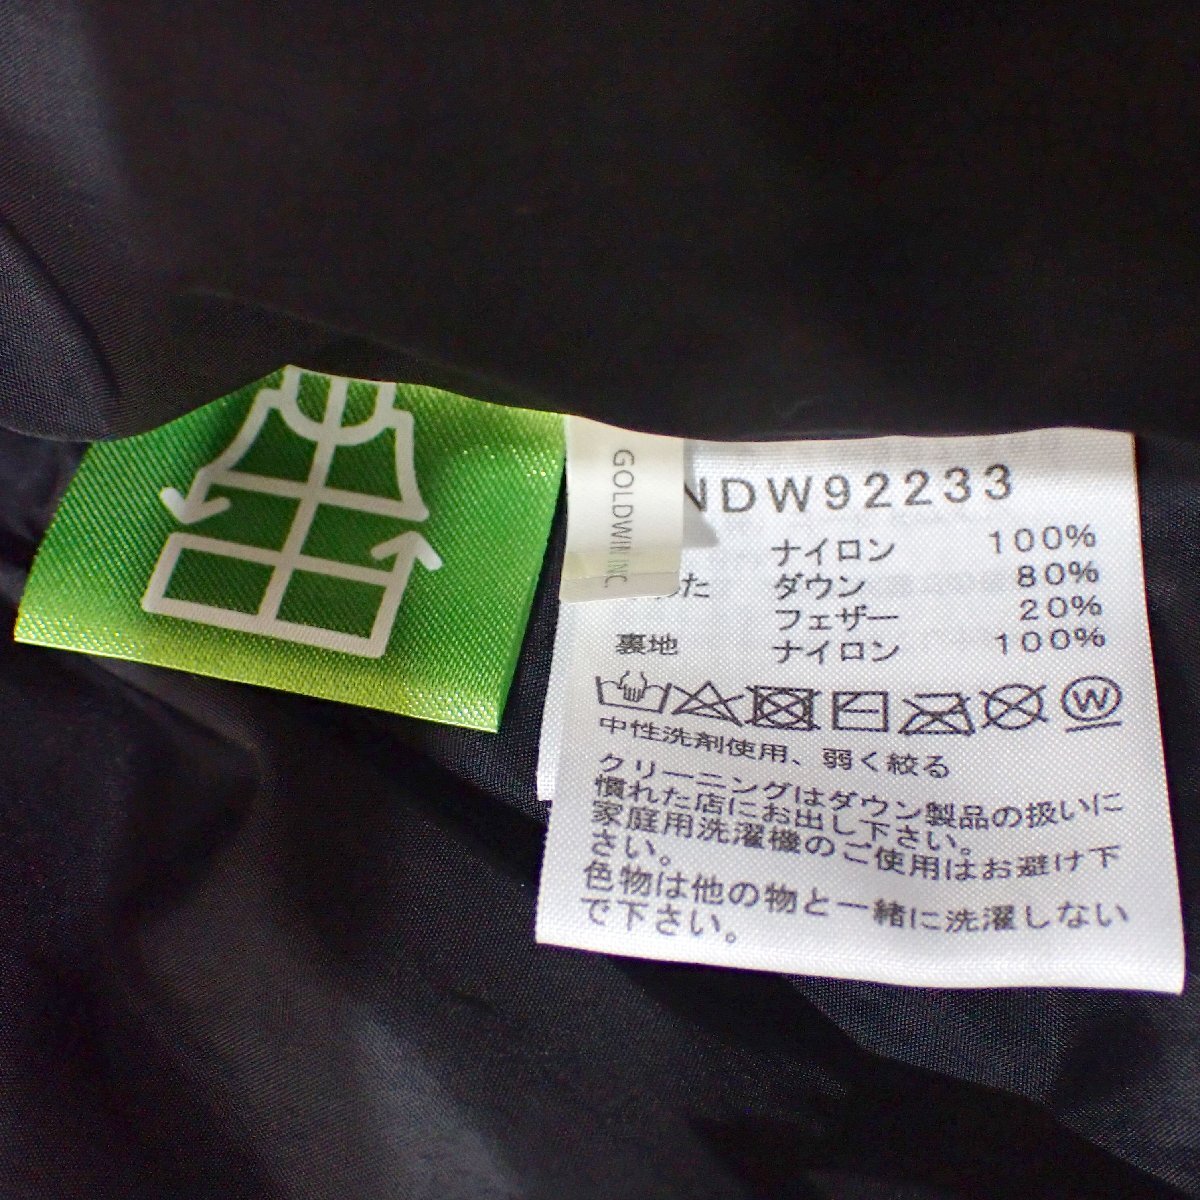 GOLDWIN INC.
NDW92233
ナイロン 100%
た ダウン 80%
フェザー 20%
裏地 ナイロン 100%
W
中性洗剤使用、弱く絞る
クリーニングはダウン製品の扱いに
慣れた店にお出し下さい。
家庭用洗濯機のご使用はお避け下
さい。
色物は他の物と一緒に洗濯しない
で下さい。